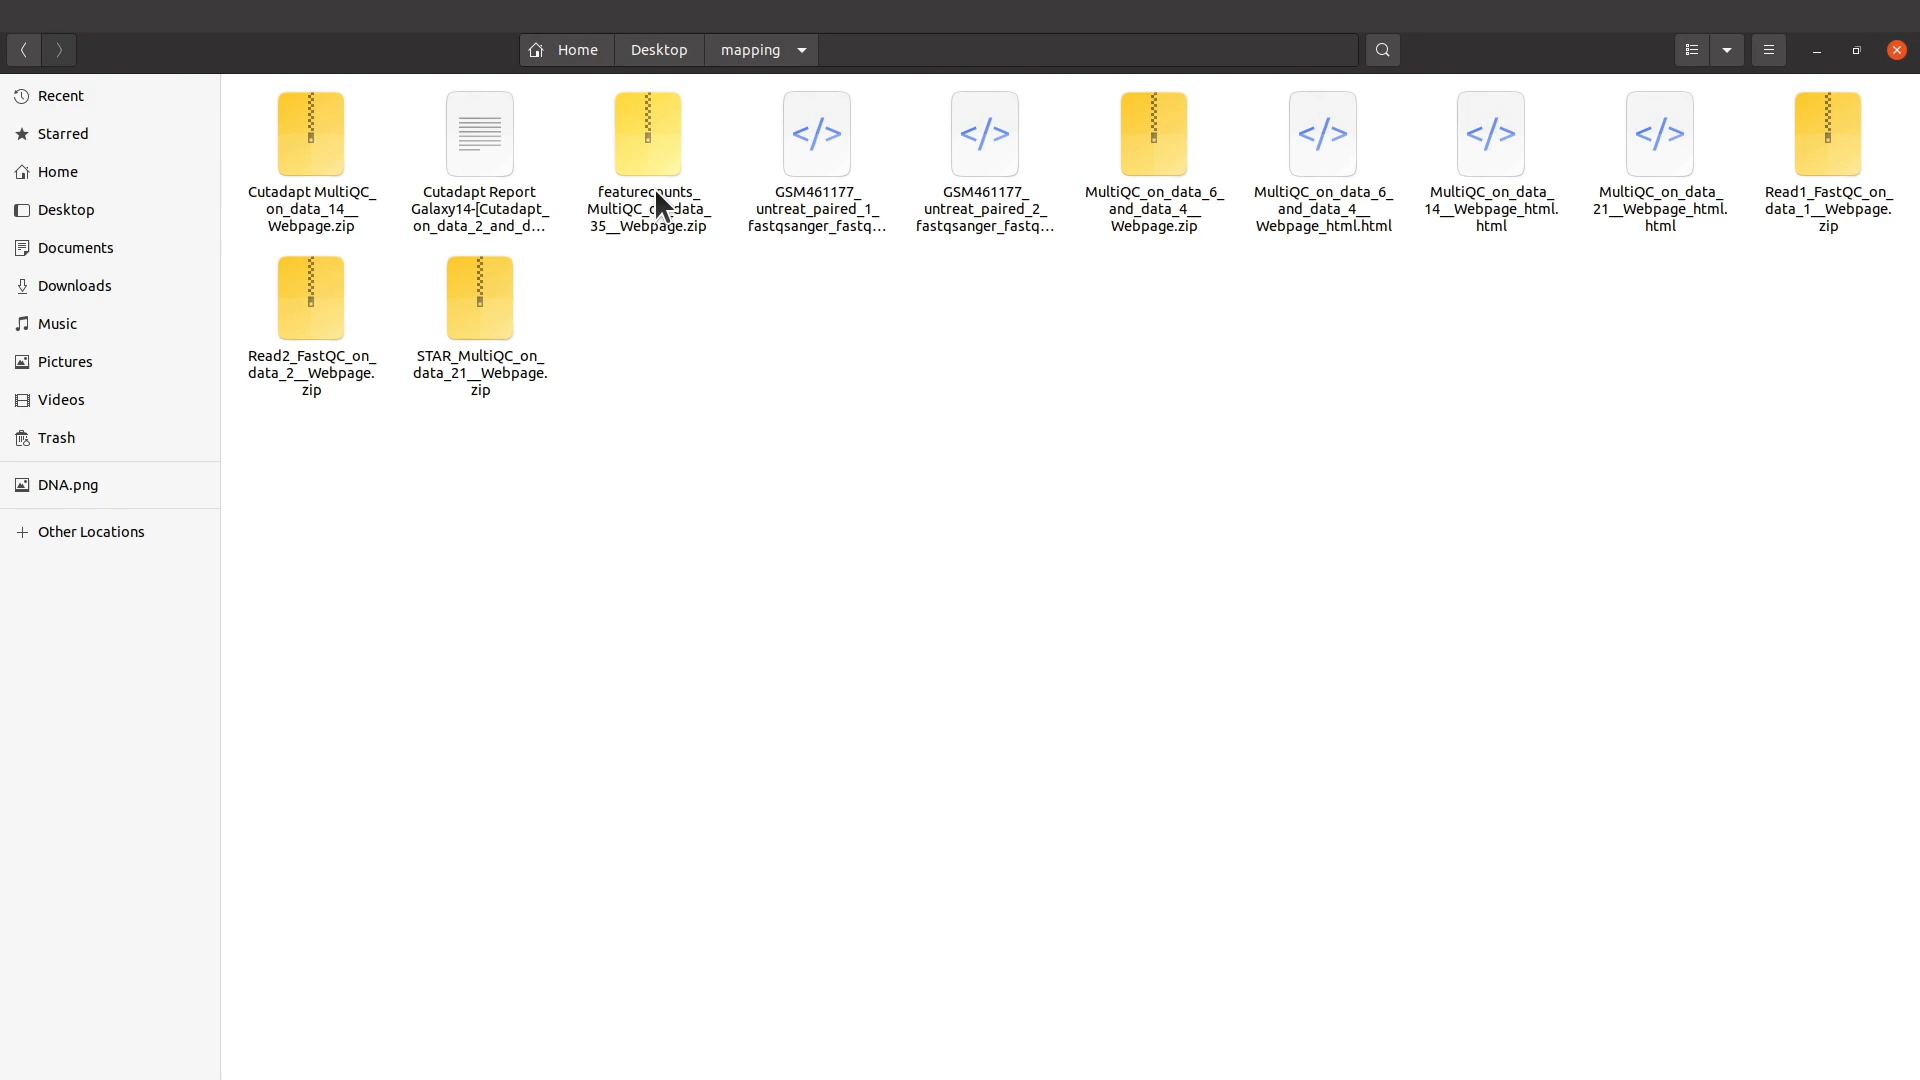 Home
Desktop
mapping
Recent
Starred
Home
Desktop
Documents
Downloads
Music
Pictures
Videos
Trash
DNA.png
Other Locations
Cutadapt MultiQC_
on_data_14__
Webpage.zip
Cutadapt Report
Galaxy14-[Cutadapt_
on_data_2_and_d...
featurecounts_
MultiQC_on_data_
35__Webpage.zip
GSM461177_
untreat_paired_1_
fastqsanger_fastq...
GSM461177_
untreat_paired_2_
fastqsanger_fastq...
MultiQC_on_data_6_
and_data_4__
Webpage.zip
MultiQC_on_data_6_
and_data_4__
Webpage_html.html
MultiQC_on_data_
14__Webpage_html.
html
MultiQC_on_data_
21__Webpage_html.
html
Read1_FastQC_on_
data_1__Webpage.
zip
Read2_FastQC_on_
data_2__Webpage.
zip
STAR_MultiQC_on_
data_21__Webpage.
zip